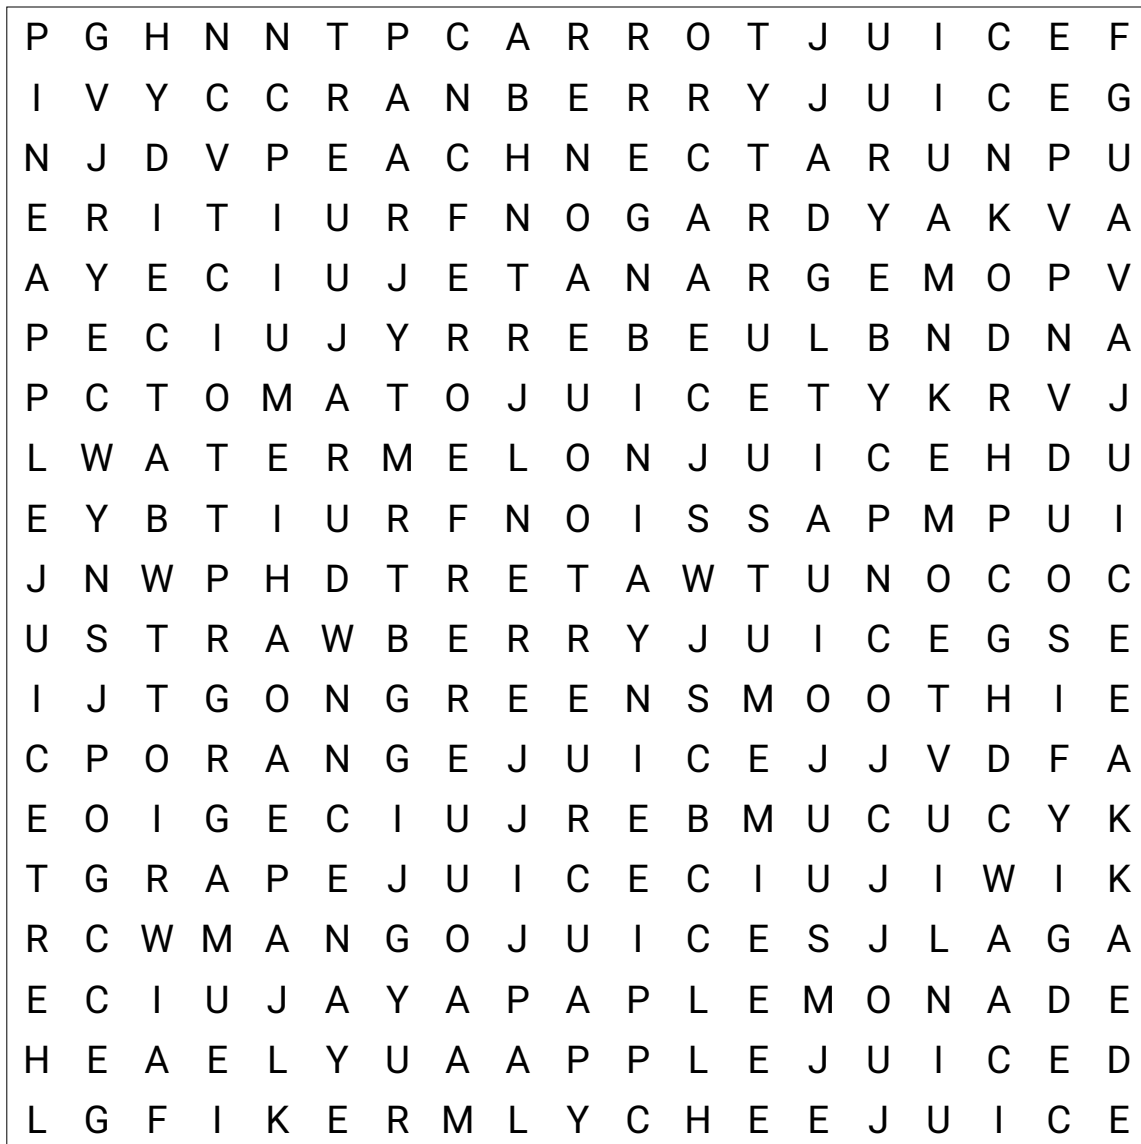 P G H N N T P C A R R O T J U I C E F
I V Y C C R A N B E R R Y J U I C E G
N J D V P E A C H N E C T A R U N P U
E R I T I U R F N O G A R D Y A K V A
A Y E C I U J E T A N A R G E M O P V
P E C I U J Y R R E B E U L B N D N A
P C T O M A T O J U I C E T Y K R V J
L W A T E R M E L O N J U I C E H D U
E Y B T I U R F N O I S S A P M P U I
J N W P H D T R E T A W T U N O C O C
U S T R A W B E R R Y J U I C E G S E
I J T G O N G R E E N S M O O T H I E
C P O R A N G E J U I C E J J V D F A
E O I G E C I U J R E B M U C U C Y K
T G R A P E J U I C E C I U J I W I K
R C W M A N G O J U I C E S J L A G A
E C I U J A Y A P A P L E M O N A D E
H E A E L Y U A A P P L E J U I C E D
L G F I K E R M L Y C H E E J U I C E